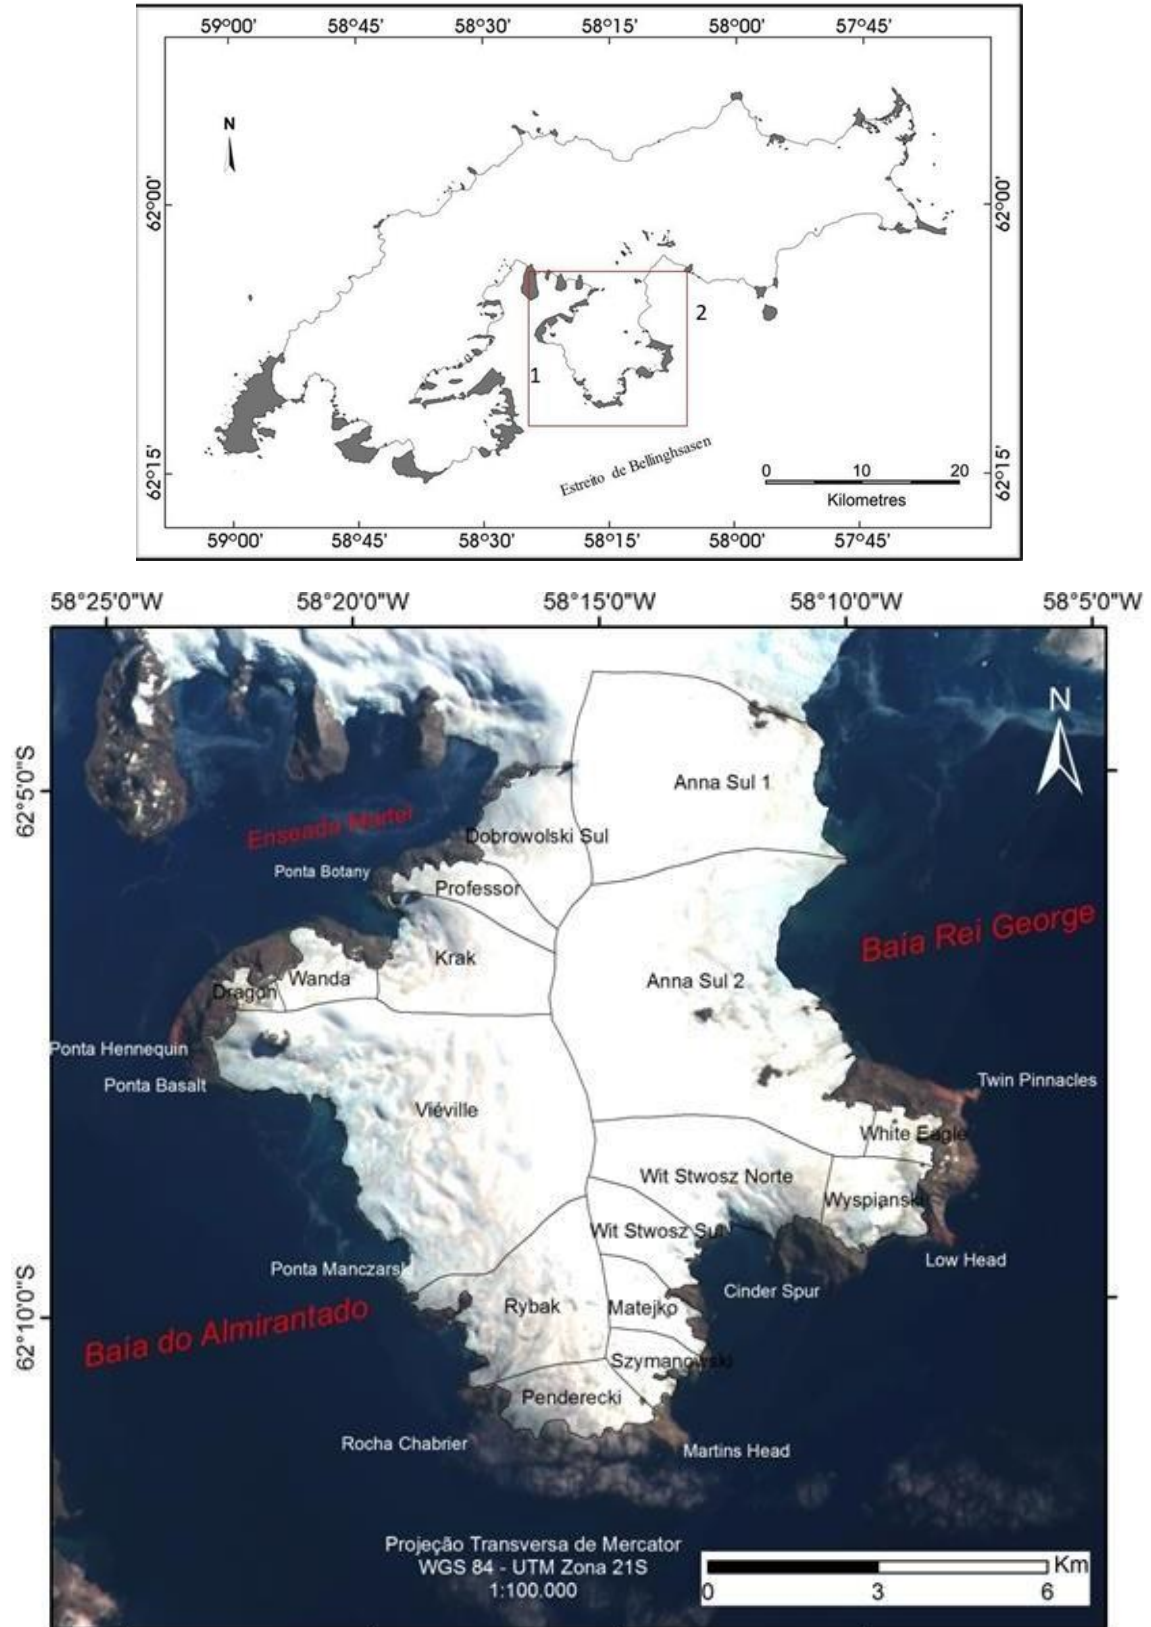 59°00' 58°45' 58°30' 58°15' 58°00' 57°45'
N
62°00' 62°00'
2
1
Estreito de Bellinghsasen
62°15' 62°15'
0 10 20
Kilometres
59°00' 58°45' 58°30' 58°15' 58°00' 57°45'
58°25'0"W 58°20'0"W 58°15'0"W 58°10'0"W 58°5'0"W
N
62°5'0"S
Anna Sul 1
Enseada Martel
Dobrowolski Sul
Ponta Botany
Professor
Baía Rei George
Krak
Wanda
Anna Sul 2
Dragon
Ponta Hennequin
Ponta Basalt
Twin Pinnacles
Viéville
White Eagle
Wit Stwosz Norte
Wyspianski
Wit Stwosz Sul
Low Head
Ponta Manczarski
Cinder Spur
Rybak
Matejko
Baía do Almirantado
62°10'0"S
Szymanowski
Penderecki
Rocha Chabrier
Martins Head
Projeção Transversa de Mercator
WGS 84 - UTM Zona 21S
1:100.000
Km
0 3 6